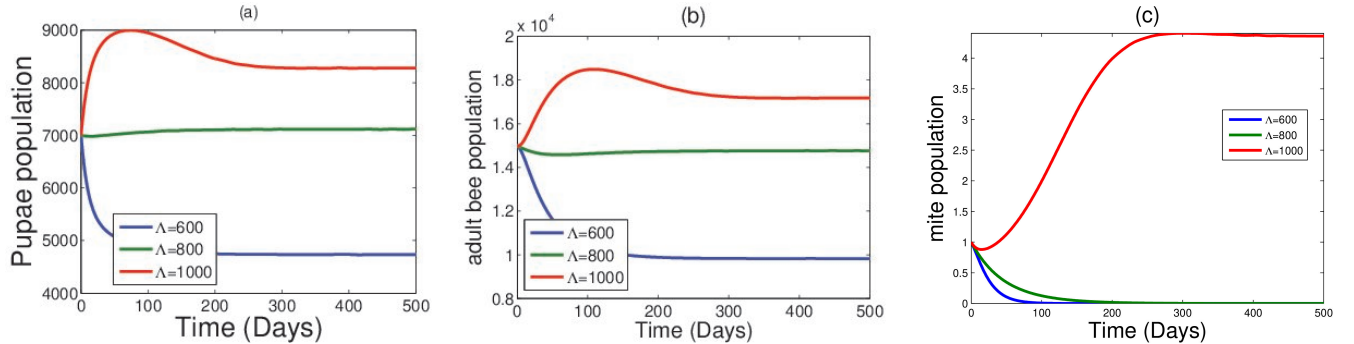 (a)
Pupae population
9000
8000
7000
6000
5000
4000
Λ=600
Λ=800
Λ=1000
0 100 200 300 400 500
Time (Days)
(b)
x 10⁴
adult bee population
2
1.8
1.6
1.4
1.2
1
0.8
Λ=600
Λ=800
Λ=1000
0 100 200 300 400 500
Time (Days)
(c)
mite population
4
3.5
3
2.5
2
1.5
1
0.5
0
Λ=600
Λ=800
Λ=1000
0 100 200 300 400 500
Time (Days)